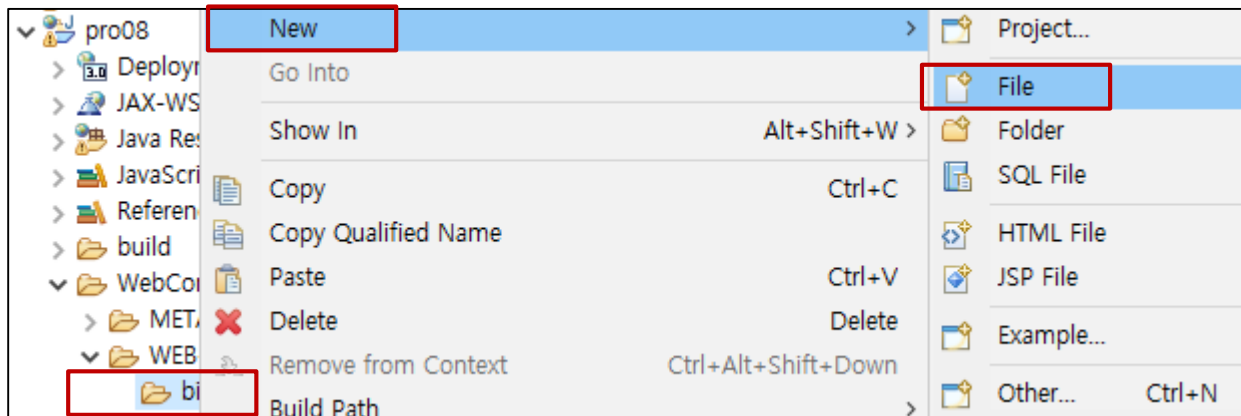 pro08
Deployr
JAX-WS
Java Res
JavaScri
Referen
build
WebCo
META
WEB
bi
New
Go Into
Show In Alt+Shift+W
Copy Ctrl+C
Copy Qualified Name
Paste Ctrl+V
Delete Delete
Remove from Context Ctrl+Alt+Shift+Down
Build Path
Project...
File
Folder
SQL File
HTML File
JSP File
Example...
Other... Ctrl+N